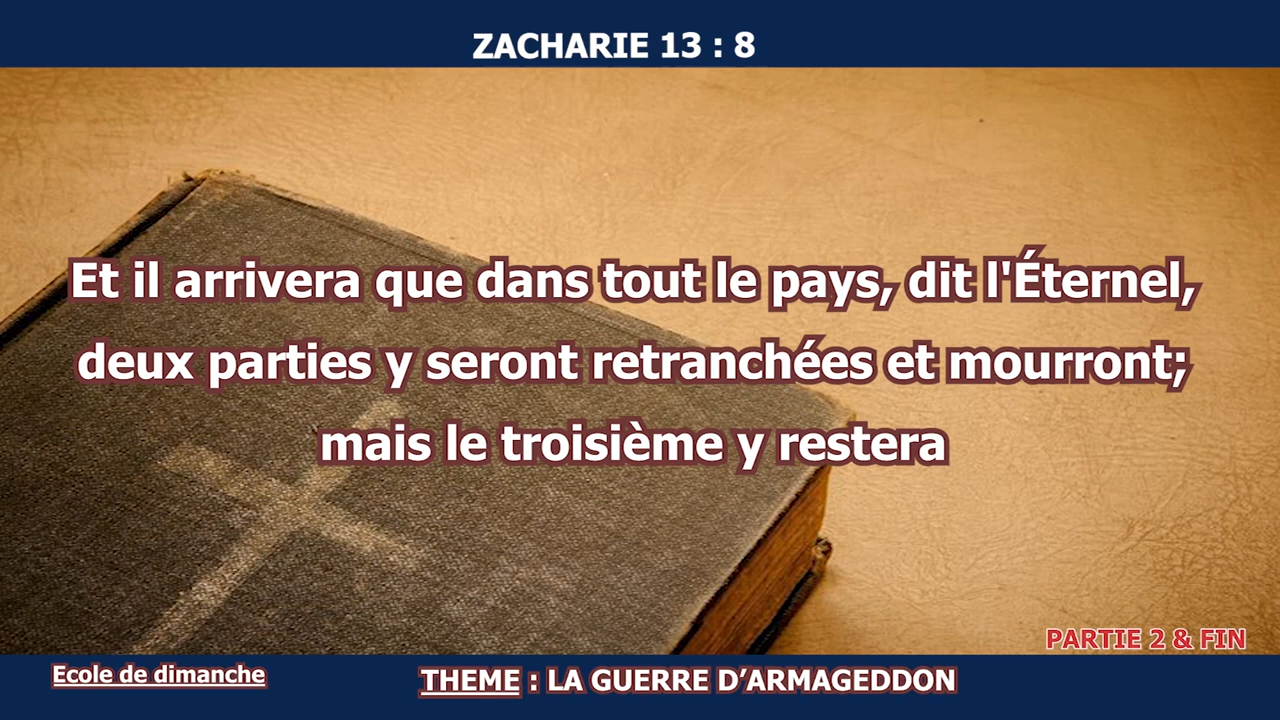 ZACHARIE 13 : 8
Et il arrivera que dans tout le pays, dit l'Éternel,
deux parties y seront retranchées et mourront;
mais le troisième y restera
PARTIE 2 & FIN
Ecole de dimanche
THEME : LA GUERRE D’ARMAGEDDON